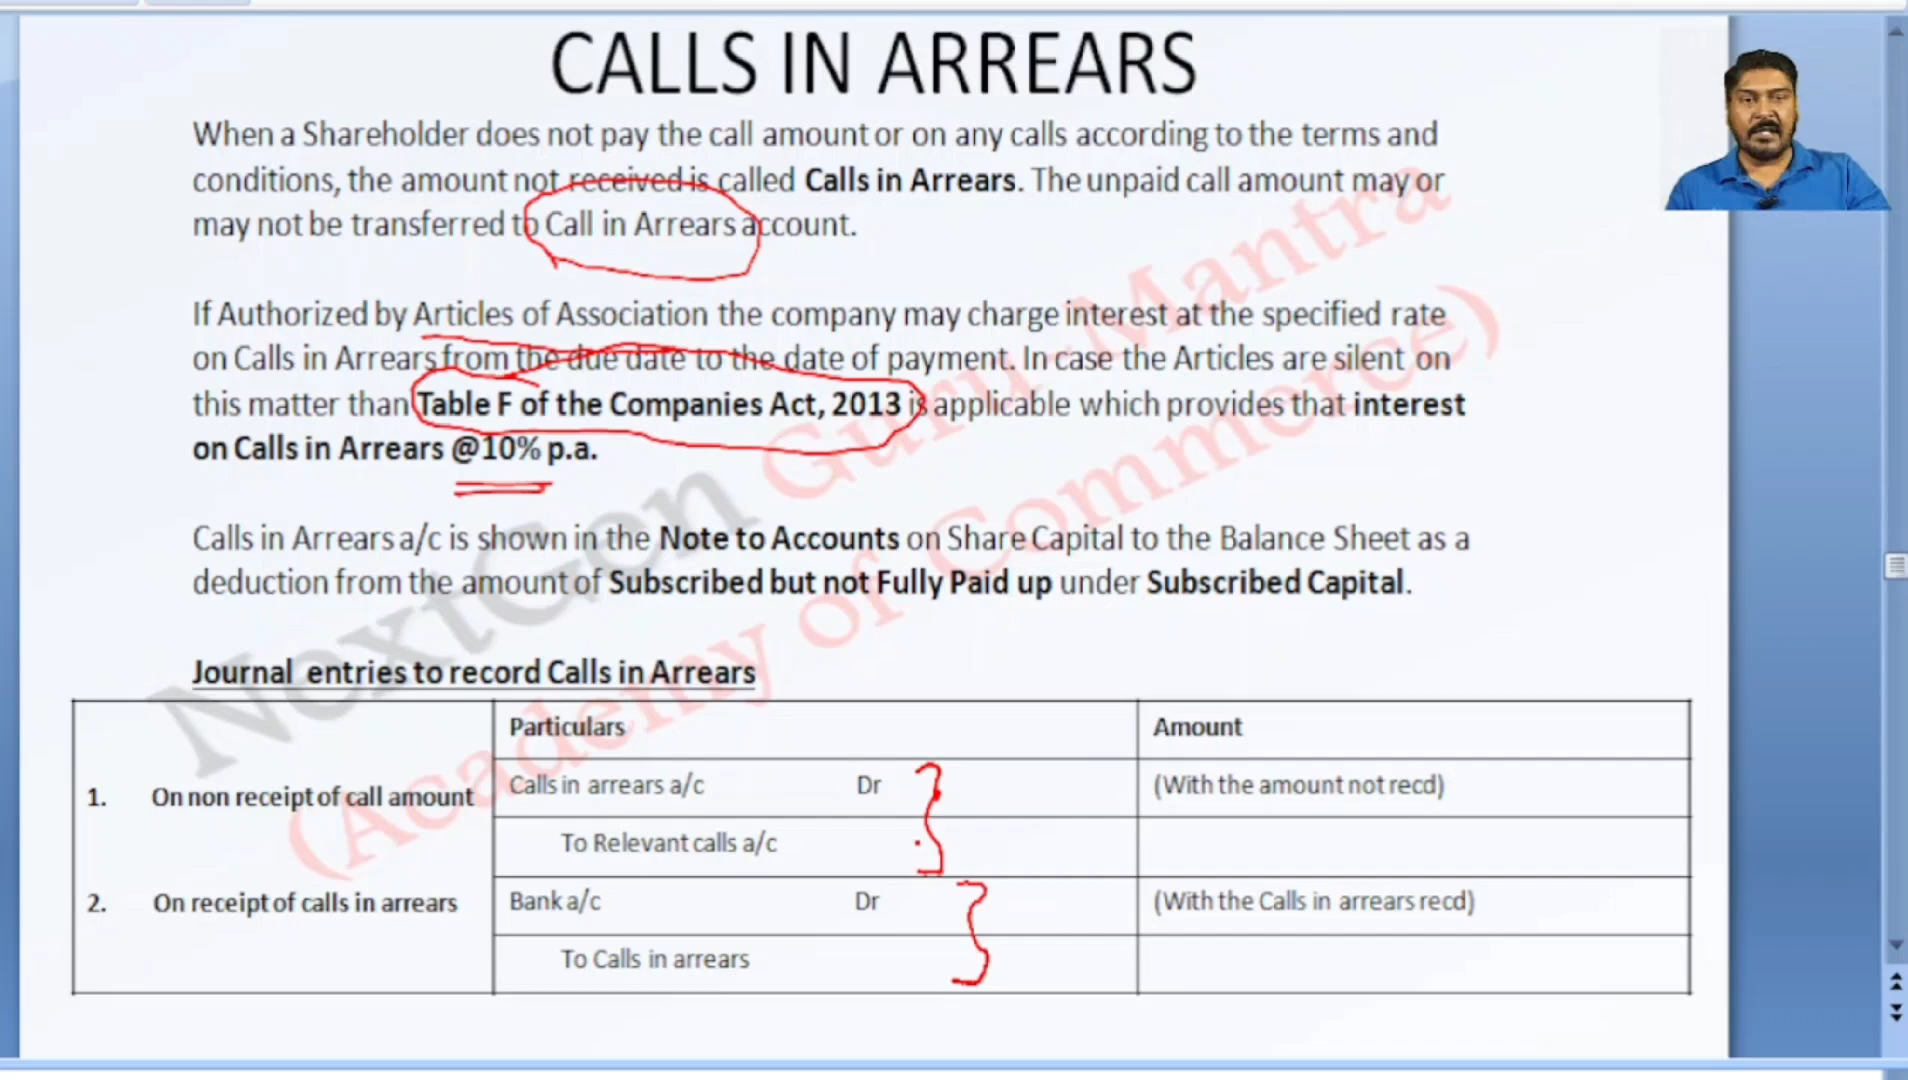 CALLS IN ARREARS
When a Shareholder does not pay the call amount or on any calls according to the terms and
conditions, the amount not received is called Calls in Arrears. The unpaid call amount may or
may not be transferred to Call in Arrears account.
If Authorized by Articles of Association the company may charge interest at the specified rate
on Calls in Arrears from the due date to the date of payment. In case the Articles are silent on
this matter than Table F of the Companies Act, 2013 is applicable which provides that interest
on Calls in Arrears @10% p.a.
Calls in Arrears a/c is shown in the Note to Accounts on Share Capital to the Balance Sheet as a
deduction from the amount of Subscribed but not Fully Paid up under Subscribed Capital.
Journal entries to record Calls in Arrears
Particulars Amount
1. On non receipt of call amount Calls in arrears a/c Dr (With the amount not recd)
To Relevant calls a/c
2. On receipt of calls in arrears Bank a/c Dr (With the Calls in arrears recd)
To Calls in arrears
NextGen Guru-Mantra
(Academy of Commerce)